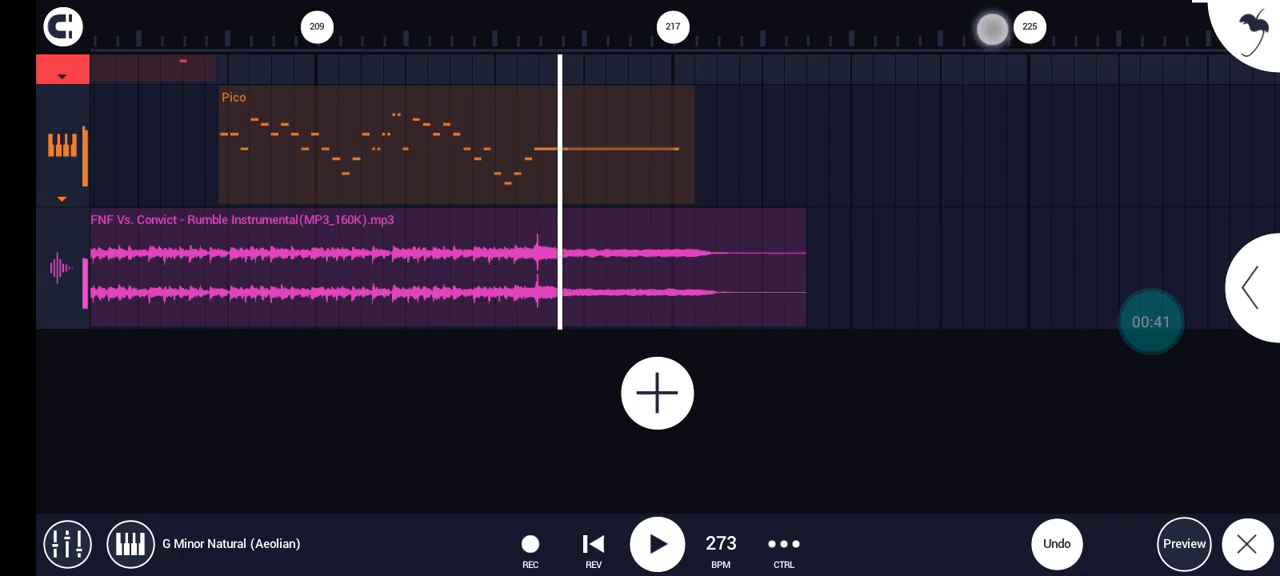 209
217
225
Pico
FNF Vs. Convict - Rumble Instrumental(MP3_160K).mp3
00:41
G Minor Natural (Aeolian)
REC
REV
273
BPM
CTRL
Undo
Preview